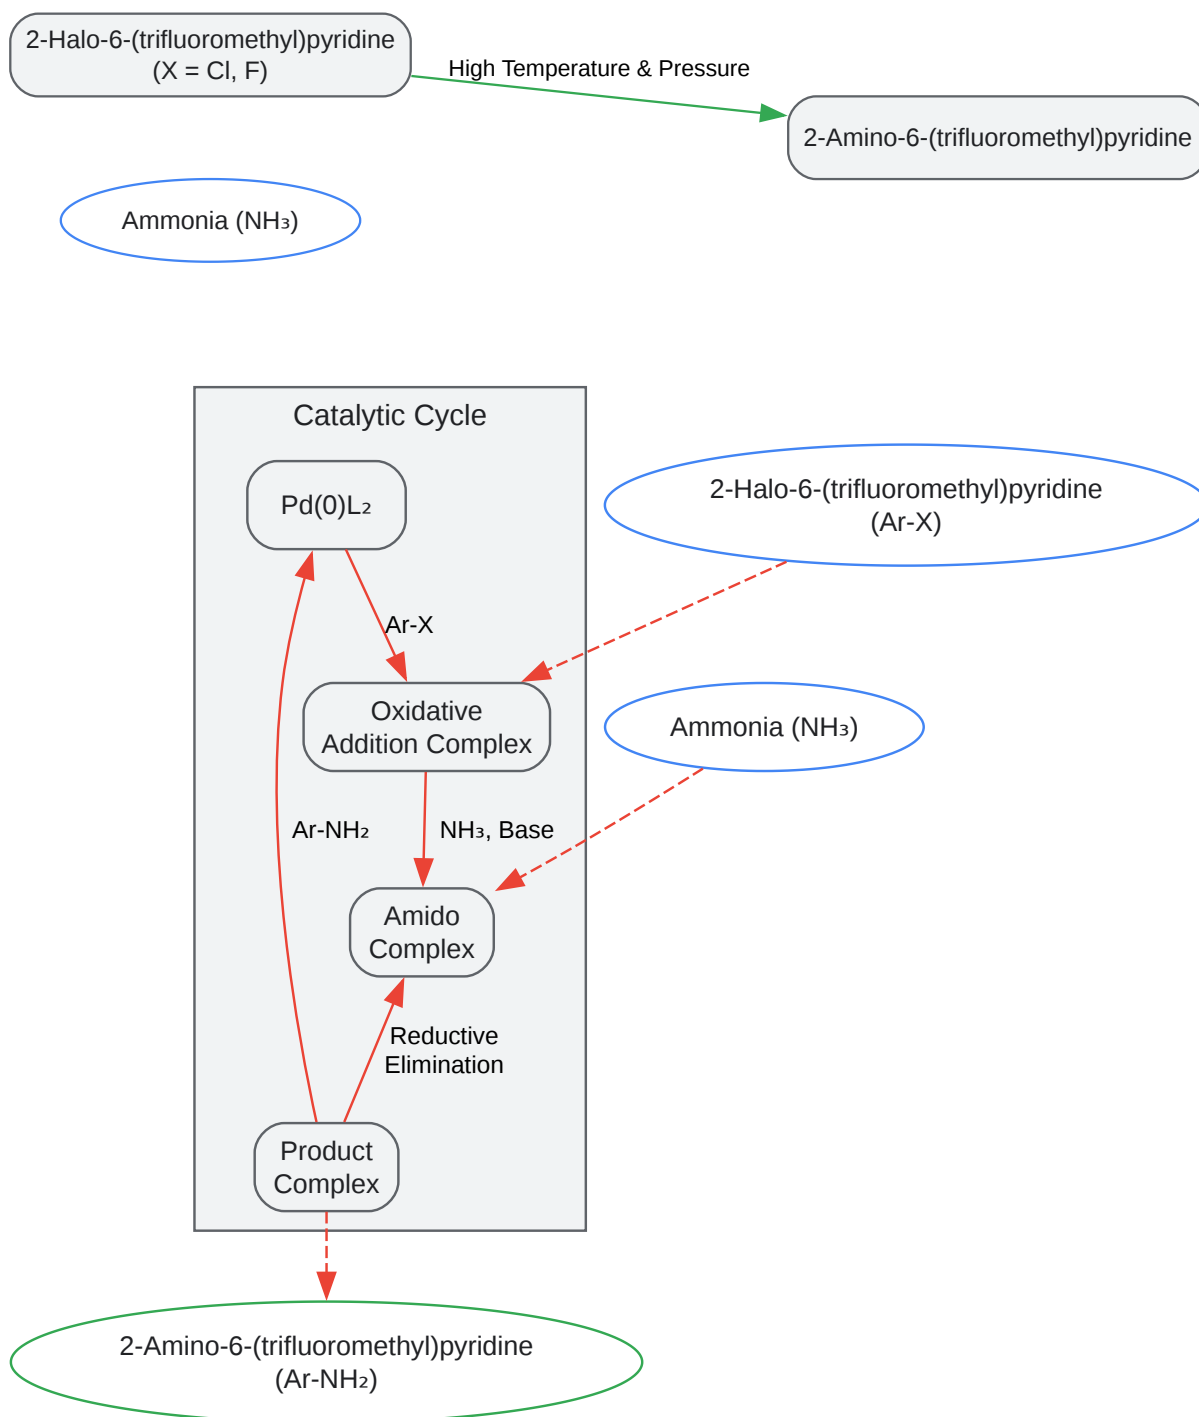 2-Halo-6-(trifluoromethyl)pyridine
(X = Cl, F)
High Temperature & Pressure
2-Amino-6-(trifluoromethyl)pyridine
Ammonia (NH₃)
Catalytic Cycle
Pd(0)L₂
2-Halo-6-(trifluoromethyl)pyridine
(Ar-X)
Ar-X
Oxidative
Addition Complex
Ammonia (NH₃)
Ar-NH₂
NH₃, Base
Amido
Complex
Reductive
Elimination
Product
Complex
2-Amino-6-(trifluoromethyl)pyridine
(Ar-NH₂)